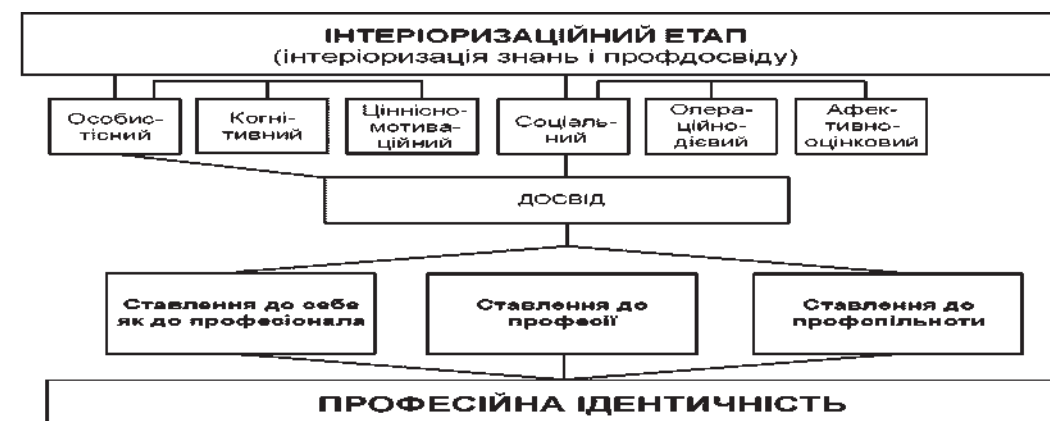 ІНТЕРІОРИЗАЦІЙНИЙ ЕТАП
(інтеріоризація знань і профдосвіду)
Особис-
тісний
Когні-
тивний
Ціннісно-
мотива-
ційний
Соціаль-
ний
Опера-
ційно-
дієвий
Афек-
тивно-
оцінковий
ДОСВІД
Ставлення до себе
як до професіонала
Ставлення до
професії
Ставлення до
профспільноти
ПРОФЕСІЙНА ІДЕНТИЧНІСТЬ